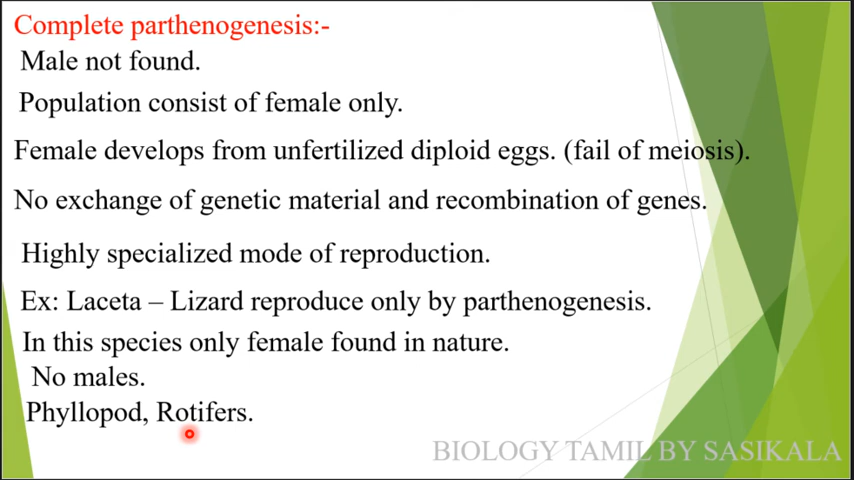 Complete parthenogenesis:-
Male not found.
Population consist of female only.
Female develops from unfertilized diploid eggs. (fail of meiosis).
No exchange of genetic material and recombination of genes.
Highly specialized mode of reproduction.
Ex: Laceta – Lizard reproduce only by parthenogenesis.
In this species only female found in nature.
No males.
Phyllopod, Rotifers.
BIOLOGY TAMIL BY SASIKALA